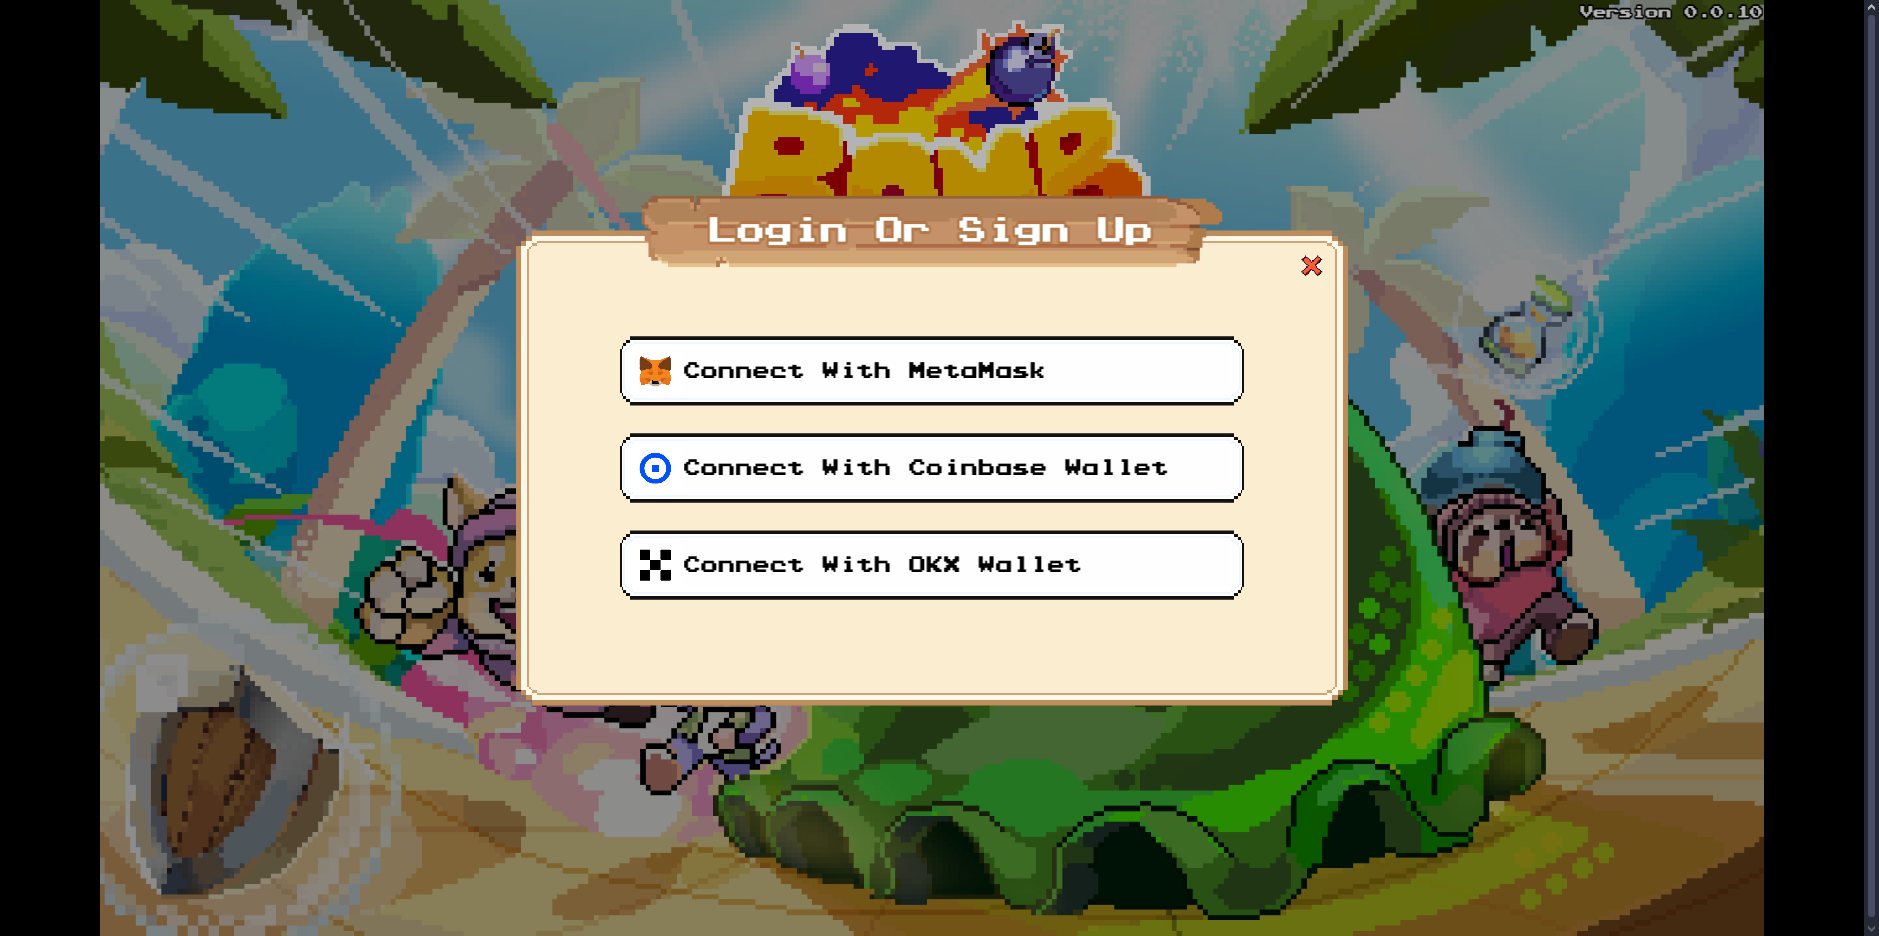 Version 0.0.10
BOMB
Login Or Sign Up
Connect With MetaMask
Connect With Coinbase Wallet
Connect With OKX Wallet